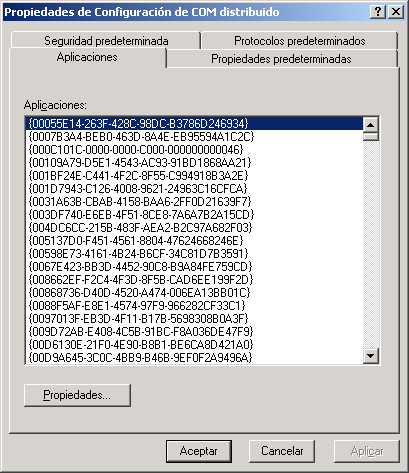 Propiedades de Configuración de COM distribuido
Seguridad predeterminada
Protocolos predeterminados
Aplicaciones
Propiedades predeterminadas
Aplicaciones:
{00055E14-263F-428C-98DC-B3786D246934}
{0007B3A4-BEB0-463D-8A4E-EB95594A1C2C}
{000C101C-0000-0000-C000-000000000046}
{00109A79-D5E1-4543-AC93-91BD1868AA21}
{001BF24E-C441-4F2C-8F55-C994918B3A2E}
{001D7943-C126-4008-9621-24963C16CFCA}
{0031A63B-CBAB-4158-BAA6-2FF0D21639F7}
{003DF740-E6EB-4F51-8CE8-7A6A7B2A15CD}
{004DC6CC-215B-483F-AEA2-B2C97A682F03}
{005137D0-F451-4561-8804-47624668246E}
{00598E73-4161-4B24-B6CF-34C81D7B3591}
{0067E423-BB3D-4452-90C8-B9A84FE759CD}
{008662EF-F2C4-4F3D-8F5B-CAD6EE199F2D}
{00868736-D40D-4520-A474-006EA13BB01C}
{0088F5AF-E8E1-4574-97F9-966282CF33C1}
{0097013F-EB3D-4F11-B17B-5698308B0A3F}
{009D72AB-E408-4C5B-91BC-F8A036DE47F9}
{00D6130E-21F0-4E90-B8B1-BE6CA8D421A0}
{00D9A645-3C0C-4BB9-B46B-9EF0F2A9496A}
Propiedades...
Aceptar
Cancelar
Aplicar